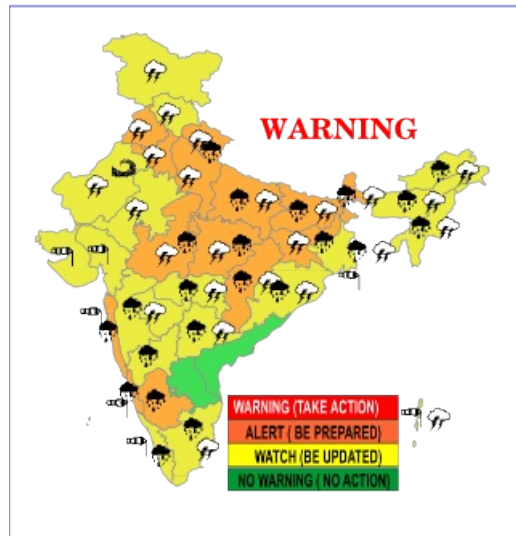 WARNING
WARNING (TAKE ACTION)
ALERT ( BE PREPARED)
WATCH (BE UPDATED)
NO WARNING ( NO ACTION)